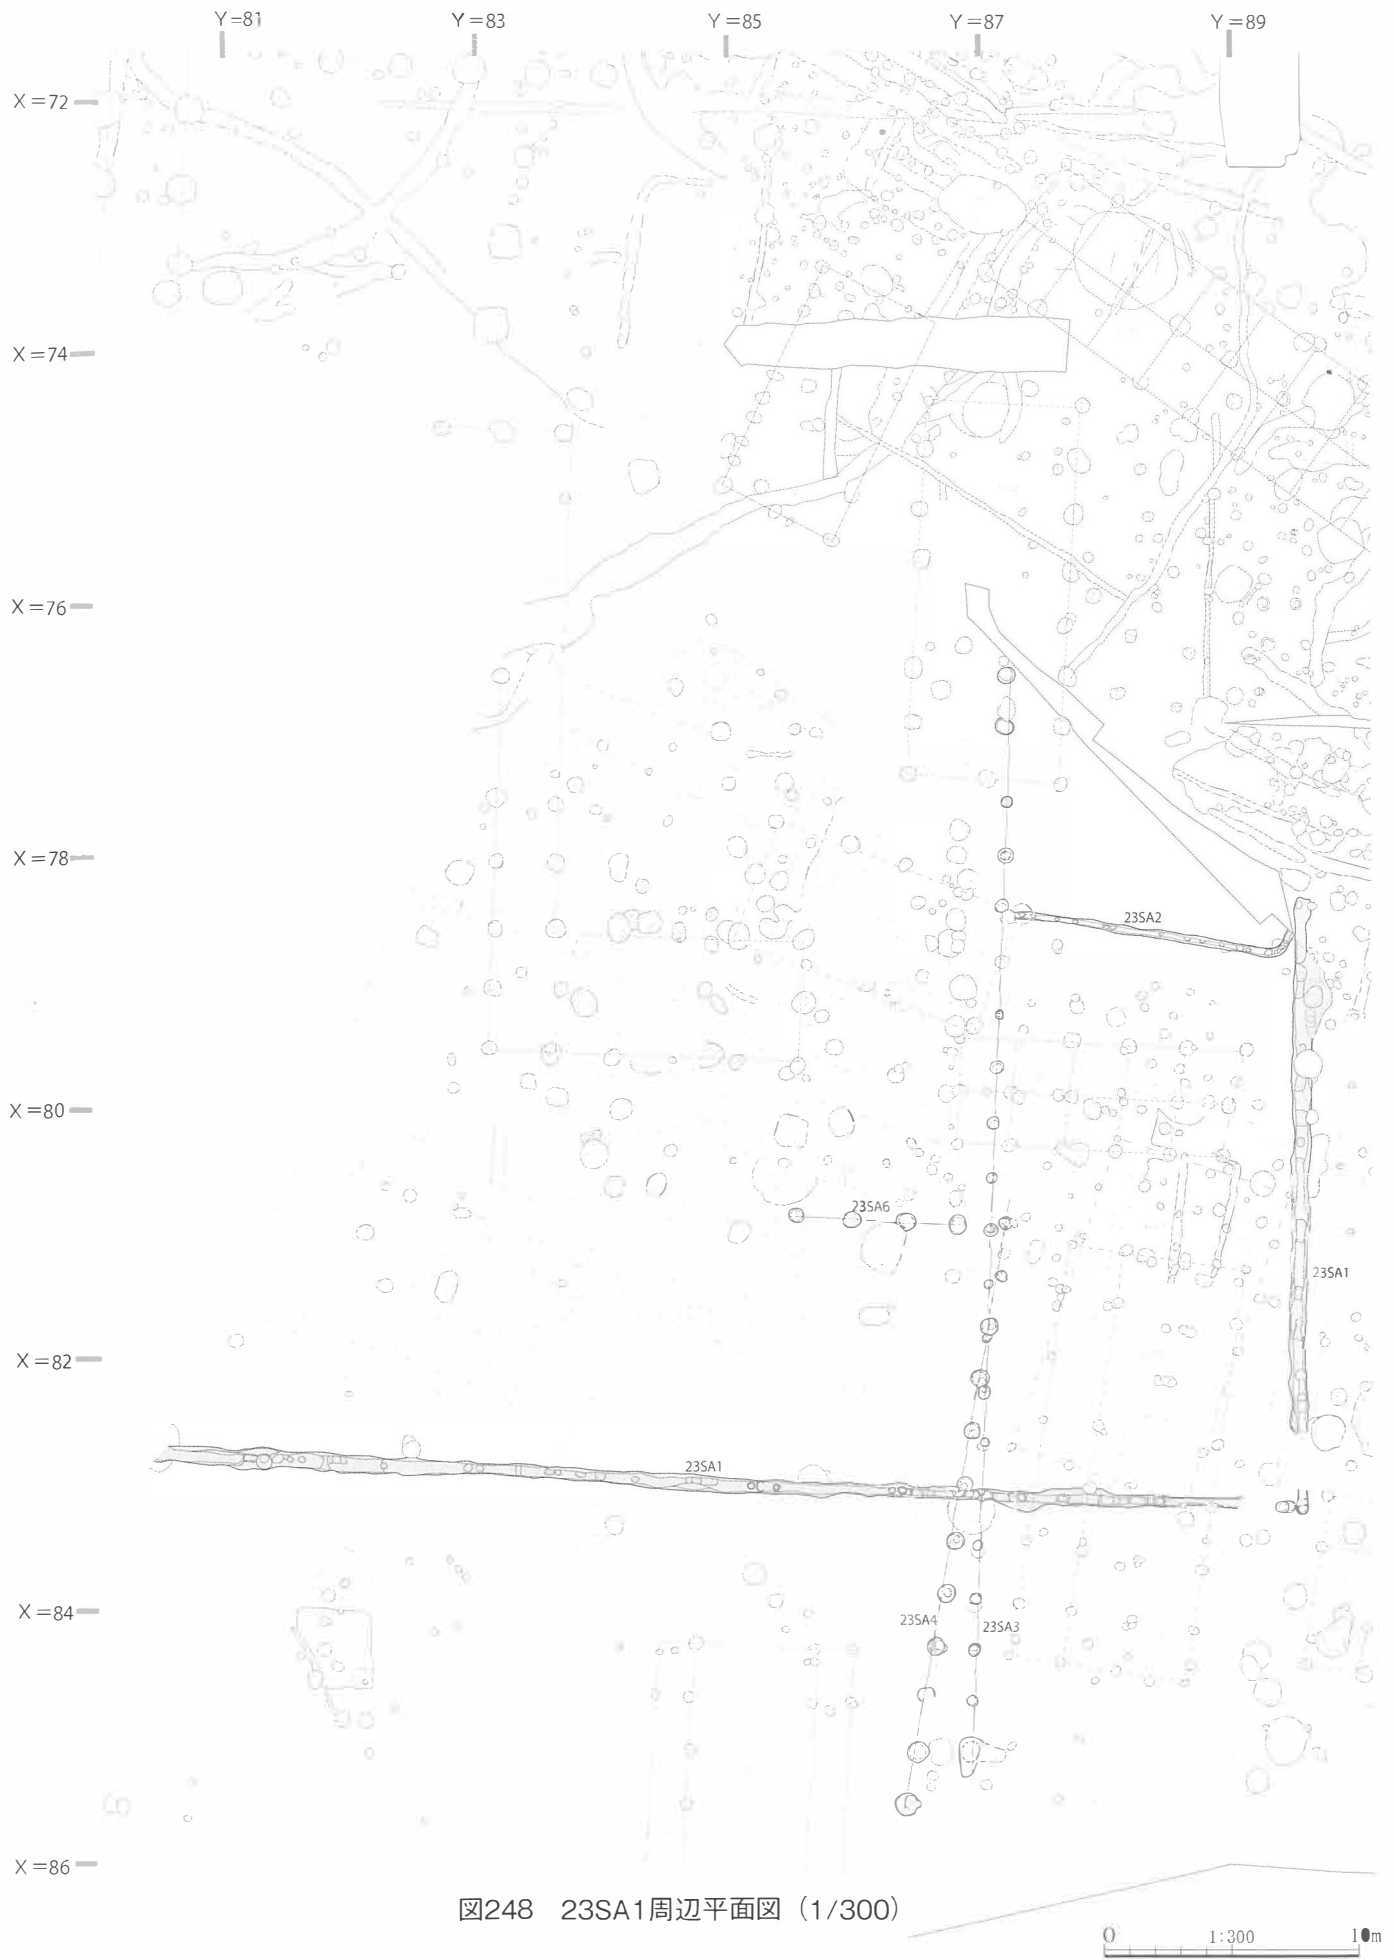 Y=81 Y=83 Y=85 Y=87 Y=89
X=72
X=74
X=76
X=78
23SA2
X=80
23SA6
23SA1
X=82
23SA1
X=84
23SA4 23SA3
X=86
図248 23SA1周辺平面図（1/300）
0 1:300 10m